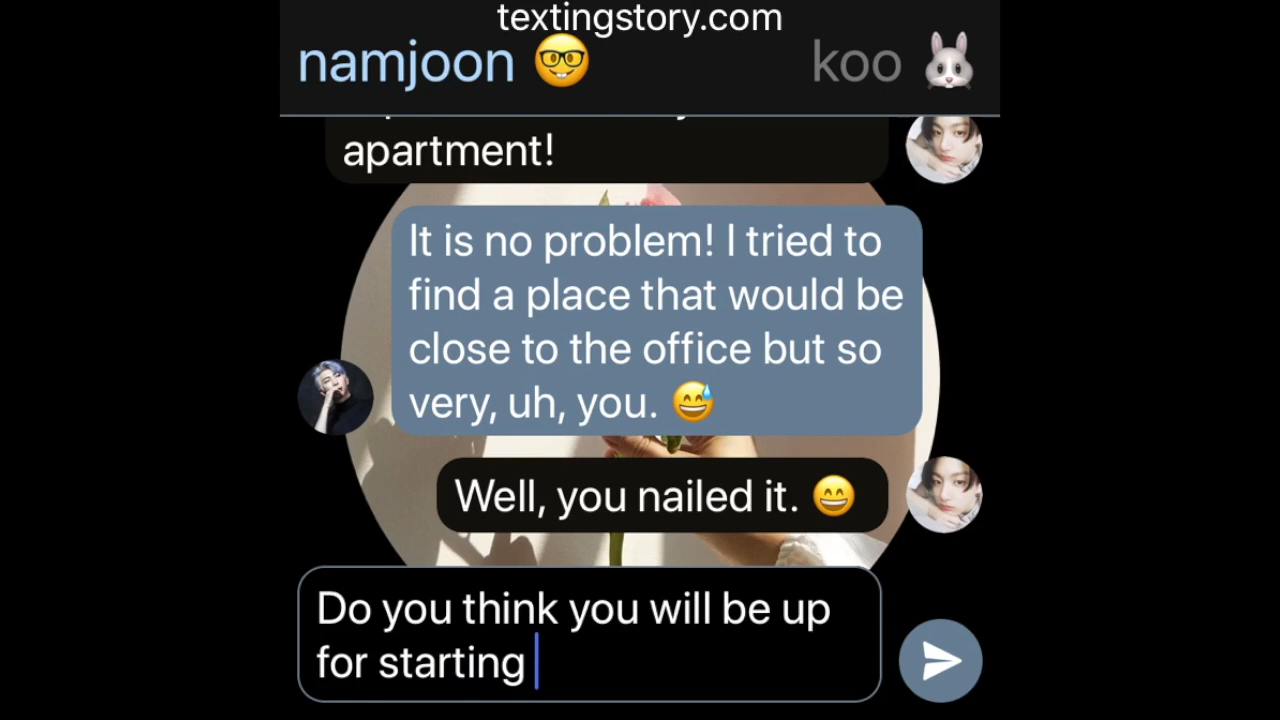 textingstory.com
namjoon 🤓
koo 🐰
apartment!
It is no problem! I tried to
find a place that would be
close to the office but so
very, uh, you. 😅
Well, you nailed it. 😄
Do you think you will be up
for starting